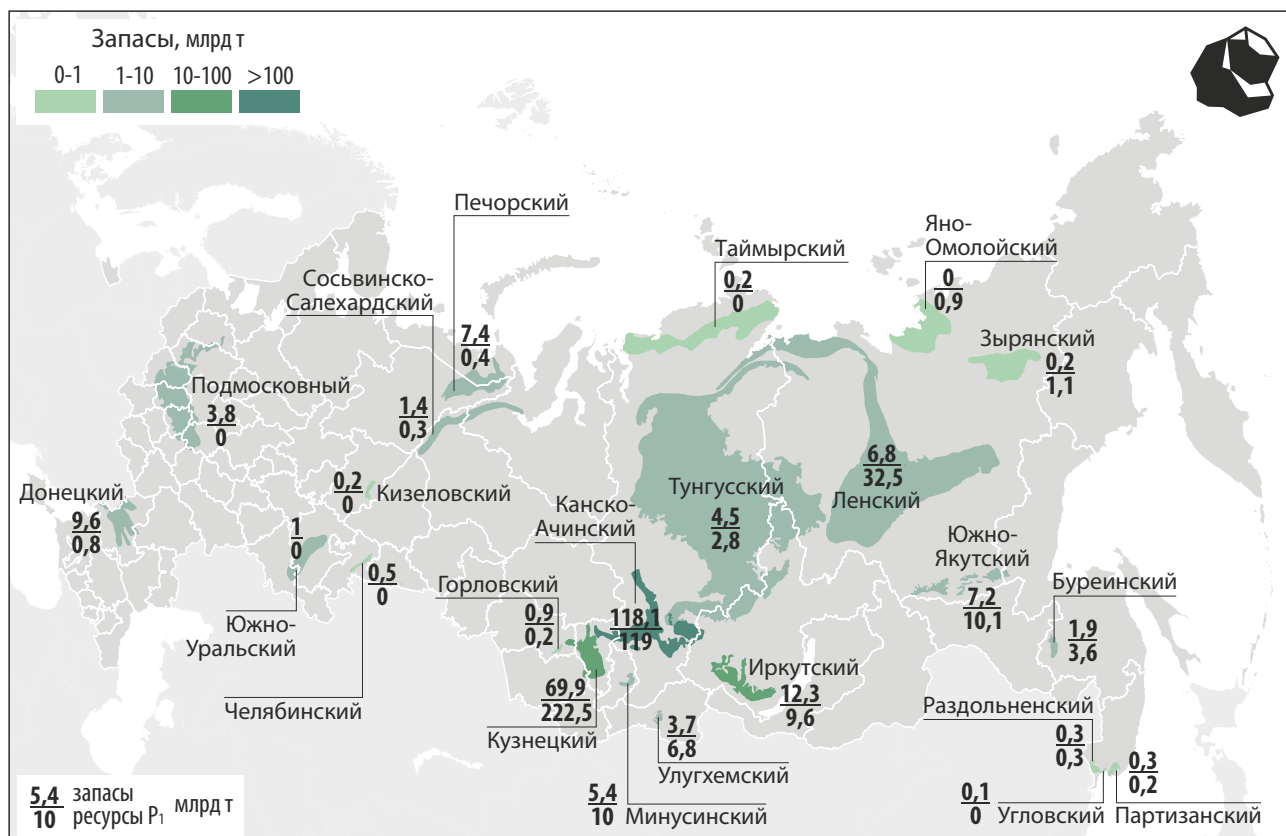 Запасы, млрд т
0-1 1-10 10-100 >100
Печорский
7,4
0,4
Сосьвинско-
Салехардский
1,4
0,3
Таймырский
0,2
0
Яно-
Омолойский
0
0,9
Зырянский
0,2
1,1
Подмосковный
3,8
0
Донецкий
9,6
0,8
0,2
0
Кизеловский
1
0
Южно-
Уральский
0,5
0
Челябинский
Канско-
Ачинский
118,1
119
Тунгусский
4,5
2,8
6,8
32,5
Ленский
Южно-
Якутский
7,2
10,1
Буреинский
1,9
3,6
Горловский
0,9
0,2
69,9
222,5
Кузнецкий
Иркутский
12,3
9,6
3,7
6,8
Улугхемский
5,4
10
Минусинский
Раздольненский
0,3
0,3
0,1
0
Угловский
0,3
0,2
Партизанский
5,4 запасы
10 ресурсы P₁ млрд т